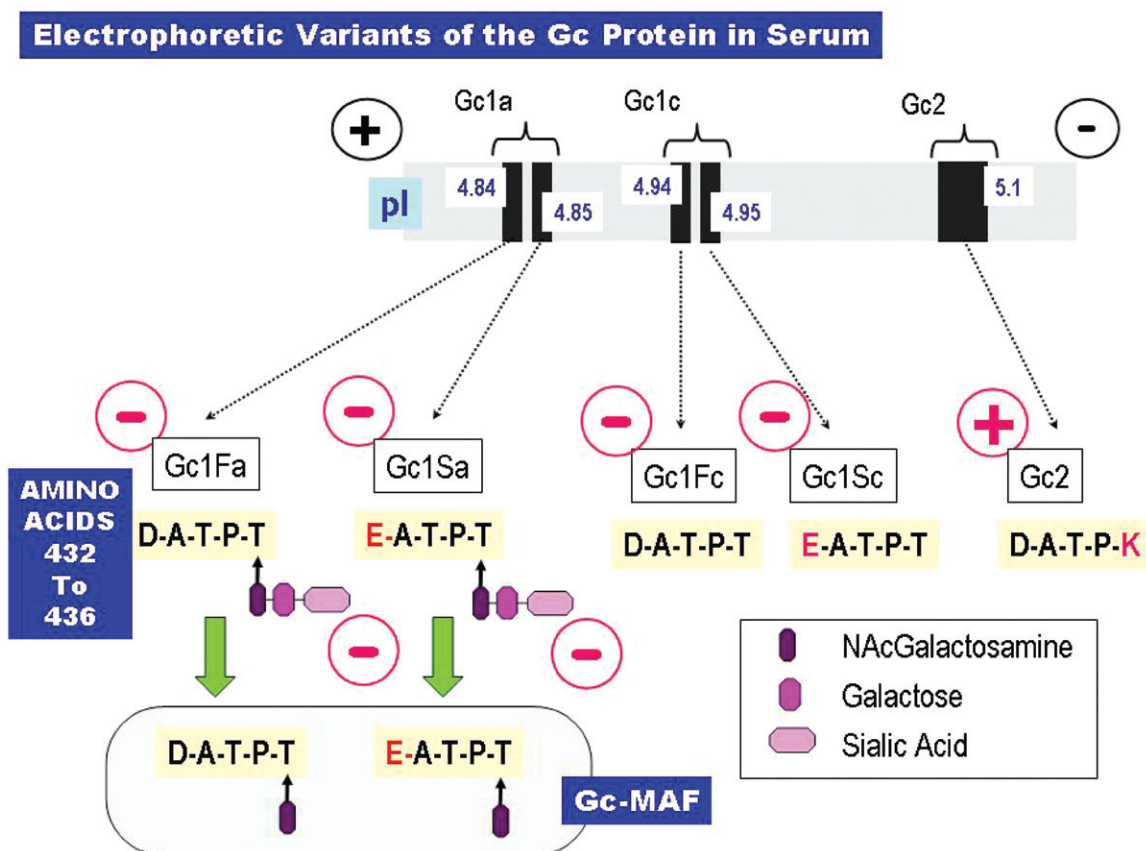 Electrophoretic Variants of the Gc Protein in Serum
Gc1a
Gc1c
Gc2
+
-
pI
4.84
4.85
4.94
4.95
5.1
-
-
-
-
+
Gc1Fa
Gc1Sa
Gc1Fc
Gc1Sc
Gc2
AMINO
ACIDS
432
To
436
D-A-T-P-T
E-A-T-P-T
D-A-T-P-T
E-A-T-P-T
D-A-T-P-K
-
-
NAcGalactosamine
Galactose
Sialic Acid
D-A-T-P-T
E-A-T-P-T
Gc-MAF